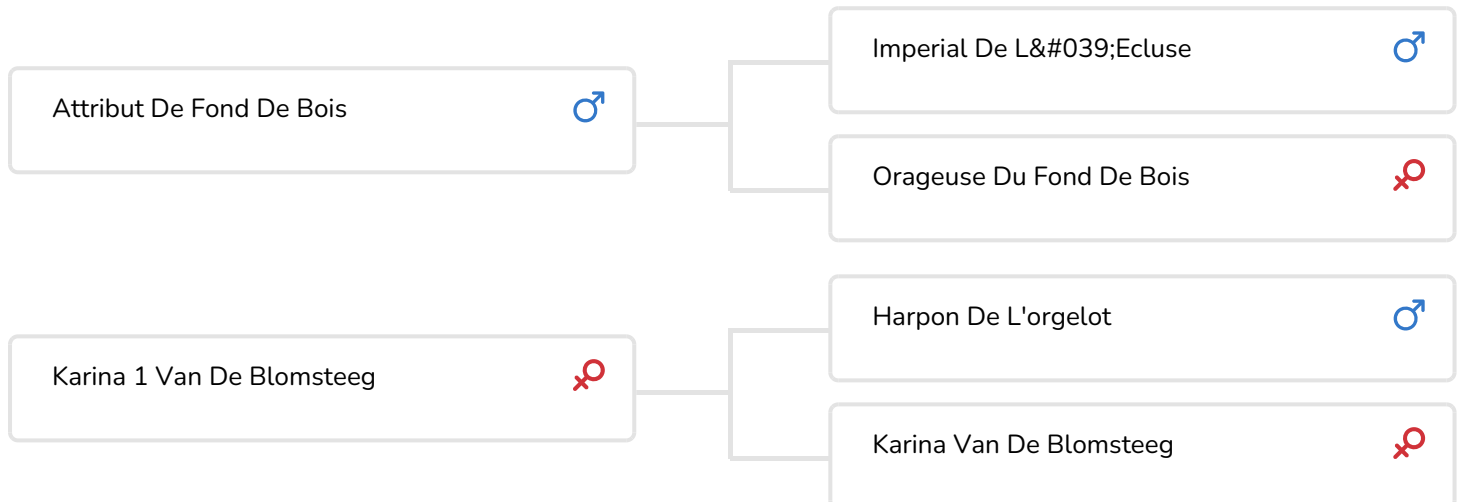 Imperial De L&#039;Ecluse
Attribut De Fond De Bois
Orageuse Du Fond De Bois
Harpon De L'orgelot
Karina 1 Van De Blomsteeg
Karina Van De Blomsteeg